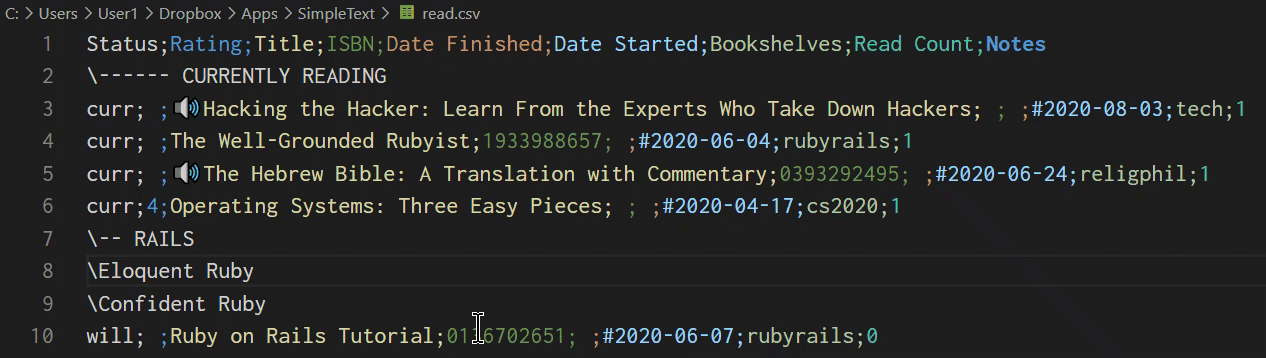 C: > Users > User1 > Dropbox > Apps > SimpleText > read.csv
1 Status;Rating;Title;ISBN;Date Finished;Date Started;Bookshelves;Read Count;Notes
2 \------ CURRENTLY READING
3 curr; ;🔊Hacking the Hacker: Learn From the Experts Who Take Down Hackers; ; ;#2020-08-03;tech;1
4 curr; ;The Well-Grounded Rubyist;1933988657; ;#2020-06-04;rubyrails;1
5 curr; ;🔊The Hebrew Bible: A Translation with Commentary;0393292495; ;#2020-06-24;religphil;1
6 curr;4;Operating Systems: Three Easy Pieces; ; ;#2020-04-17;cs2020;1
7 \-- RAILS
8 \Eloquent Ruby
9 \Confident Ruby
10 will; ;Ruby on Rails Tutorial; ;#2020-06-07;rubyrails;0